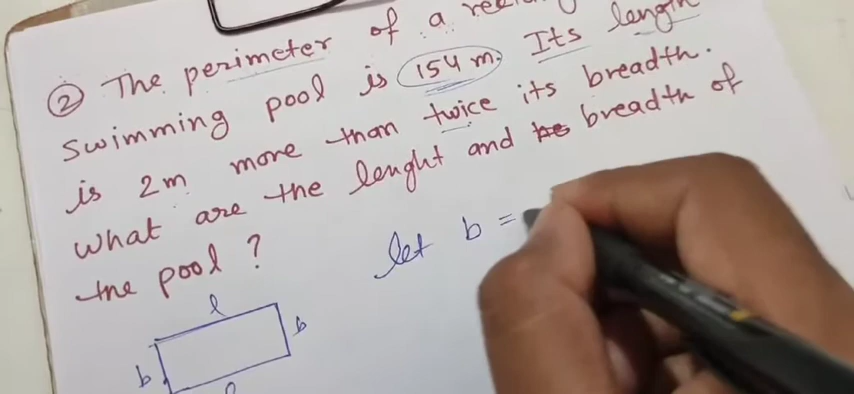 ② The perimeter of a
Swimming pool is 154 m. Its length
is 2m more than twice its breadth.
What are the lenght and breadth of
the pool ?
let b =
l
b
b
l